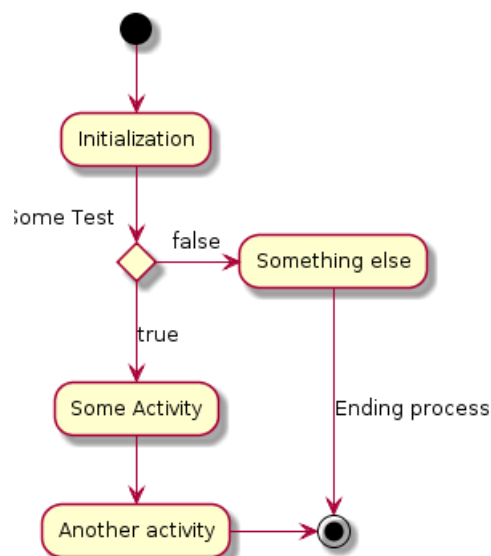 Initialization
Some Test
false
Something else
true
Some Activity
Ending process
Another activity